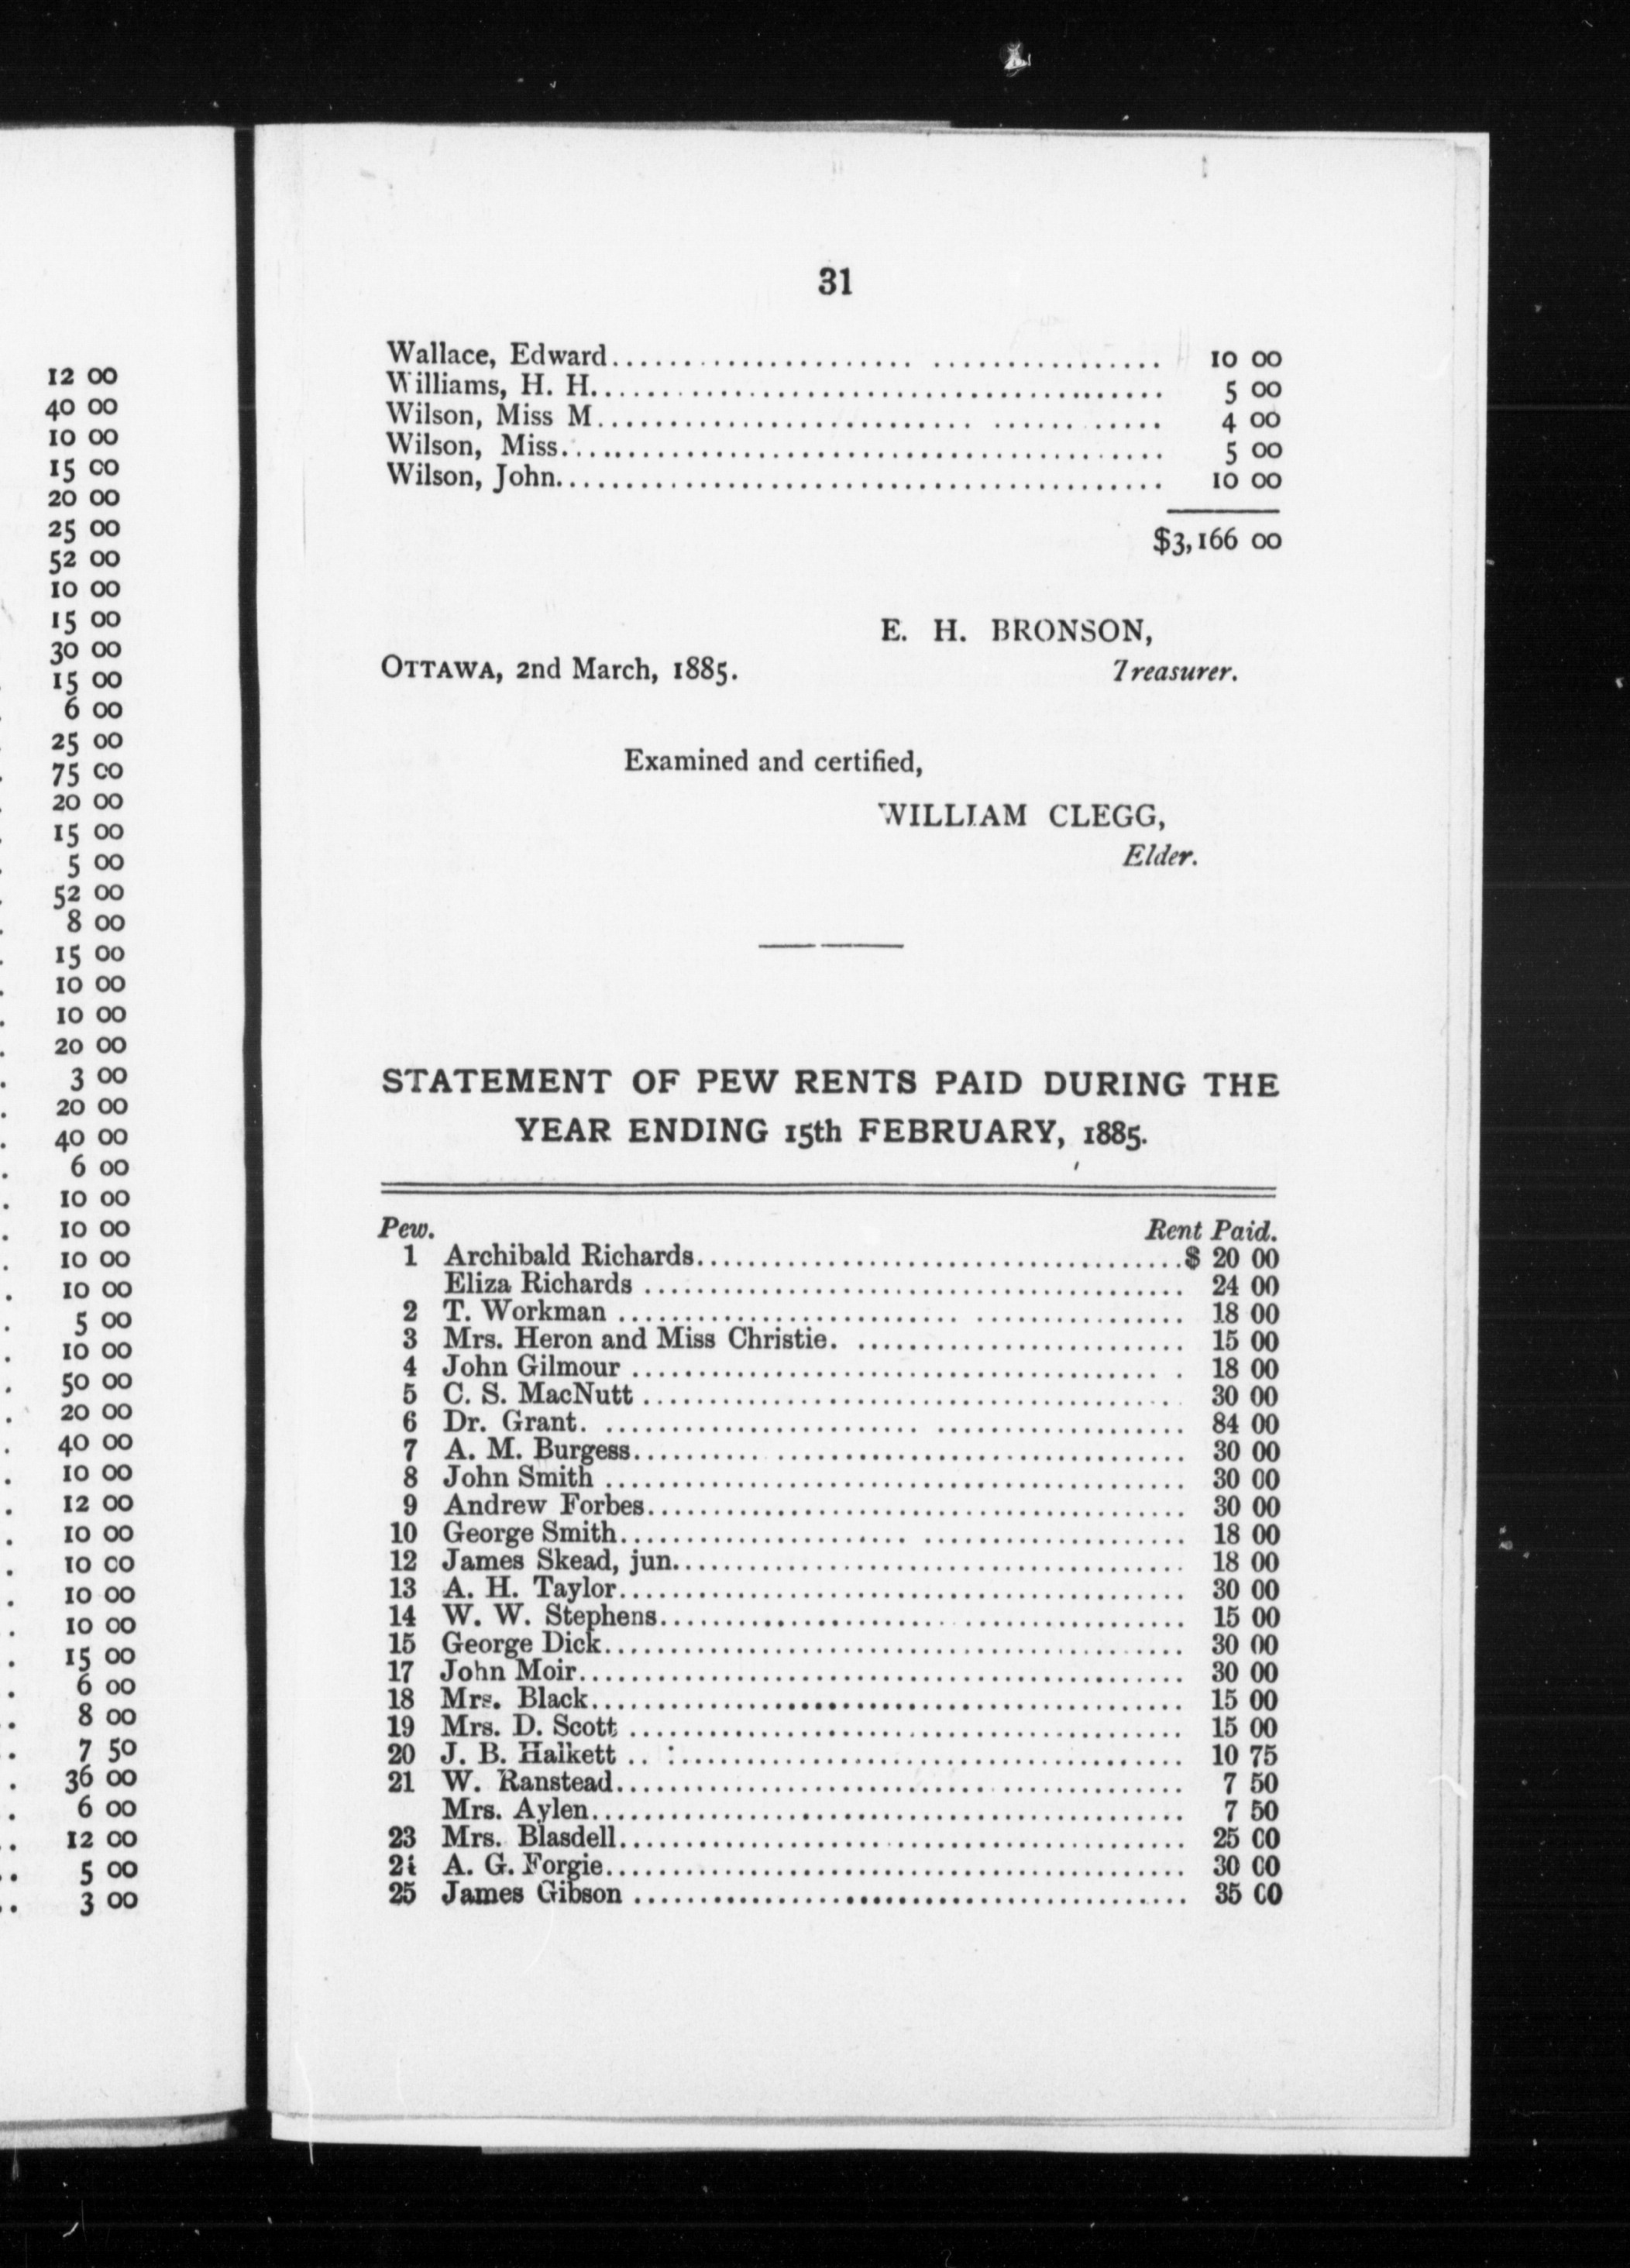 12 00
40 00
10 00
15 00
20 00
25 00
52 00
10 00
15 00
30 00
15 00
6 00
25 00
75 00
20 00
15 00
5 00
52 00
8 00
15 00
10 00
10 00
20 00
3 00
20 00
40 00
6 00
10 00
10 00
10 00
10 00
5 00
10 00
50 00
20 00
40 00
10 00
12 00
10 00
10 00
10 00
10 00
15 00
6 00
8 00
7 50
36 00
6 00
12 00
5 00
3 00
31
Wallace, Edward........................................ 10 00
Williams, H. H........................................ 5 00
Wilson, Miss M........................................ 4 00
Wilson, Miss........................................ 5 00
Wilson, John........................................ 10 00
$3,166 00
E. H. BRONSON,
OTTAWA, 2nd March, 1885. Treasurer.
Examined and certified,
WILLIAM CLEGG,
Elder.
STATEMENT OF PEW RENTS PAID DURING THE
YEAR ENDING 15th FEBRUARY, 1885.
Pew. Rent Paid.
1 Archibald Richards........................................$ 20 00
Eliza Richards ........................................ 24 00
2 T. Workman ........................................ 18 00
3 Mrs. Heron and Miss Christie. ........................ 15 00
4 John Gilmour ........................................ 18 00
5 C. S. MacNutt ........................................ 30 00
6 Dr. Grant. ........................................ 84 00
7 A. M. Burgess........................................ 30 00
8 John Smith ........................................ 30 00
9 Andrew Forbes........................................ 30 00
10 George Smith........................................ 18 00
12 James Skead, jun........................................ 18 00
13 A. H. Taylor........................................ 30 00
14 W. W. Stephens........................................ 15 00
15 George Dick........................................ 30 00
17 John Moir........................................ 30 00
18 Mrs. Black........................................ 15 00
19 Mrs. D. Scott ........................................ 15 00
20 J. B. Halkett .. :.................................... 10 75
21 W. Ranstead........................................ 7 50
Mrs. Aylen........................................ 7 50
23 Mrs. Blasdell........................................ 25 00
24 A. G. Forgie........................................ 30 00
25 James Gibson ........................................ 35 00